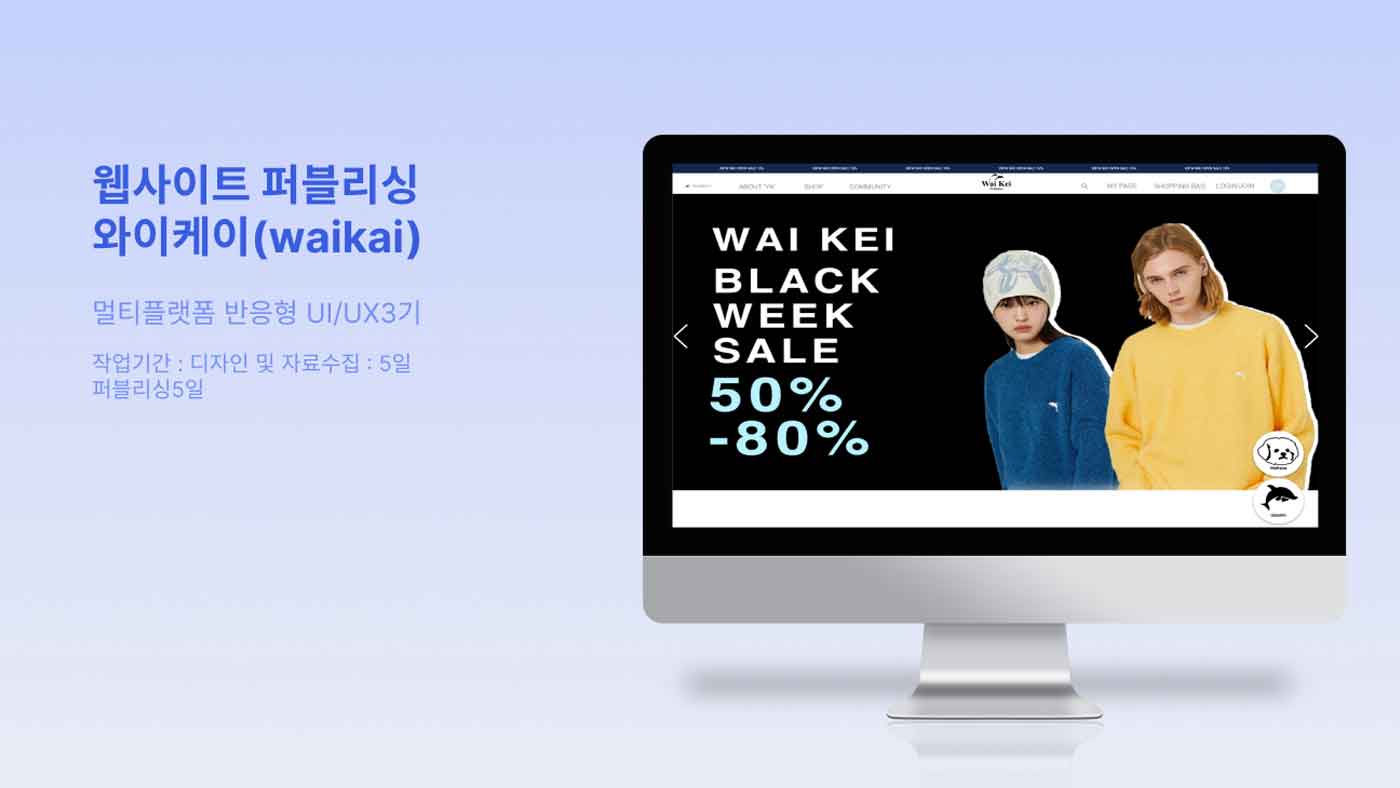 웹사이트 퍼블리싱
와이케이(waikai)
멀티플랫폼 반응형 UI/UX3기
작업기간 : 디자인 및 자료수집 : 5일
퍼블리싱5일
ABOUT 'YK' SHOP COMMUNITY Wai Kei MY PAGE SHOPPING BAG LOGIN/JOIN
WAI KEI
BLACK
WEEK
SALE
50%
-80%